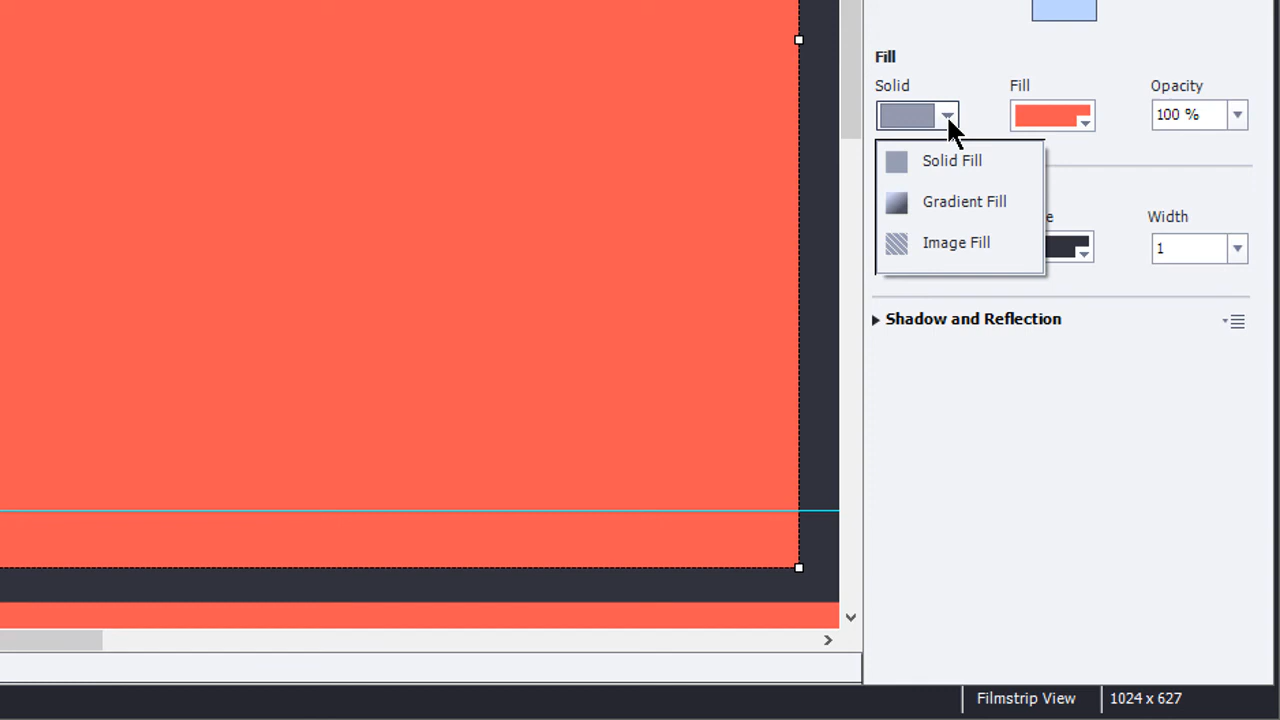 Fill
Solid Fill Opacity
100 %
Solid Fill
Gradient Fill
e Width
Image Fill
1
Shadow and Reflection
Filmstrip View 1024 x 627